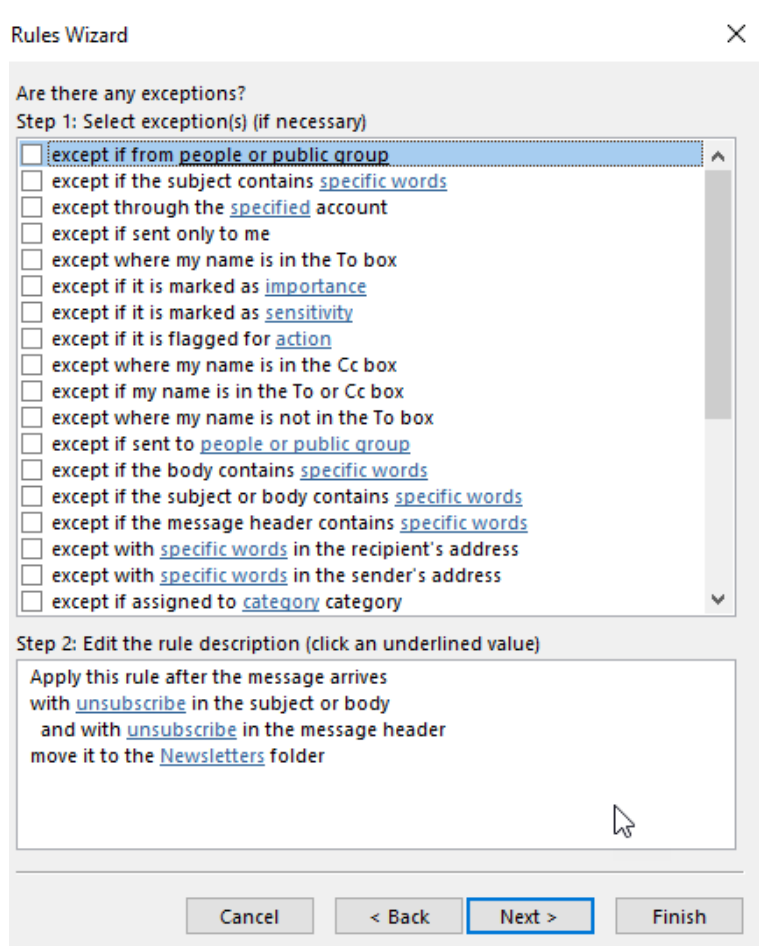 Rules Wizard
Are there any exceptions?
Step 1: Select exception(s) (if necessary)
except if from people or public group
except if the subject contains specific words
except through the specified account
except if sent only to me
except where my name is in the To box
except if it is marked as importance
except if it is marked as sensitivity
except if it is flagged for action
except where my name is in the Cc box
except if my name is in the To or Cc box
except where my name is not in the To box
except if sent to people or public group
except if the body contains specific words
except if the subject or body contains specific words
except if the message header contains specific words
except with specific words in the recipient's address
except with specific words in the sender's address
except if assigned to category category
Step 2: Edit the rule description (click an underlined value)
Apply this rule after the message arrives
with unsubscribe in the subject or body
and with unsubscribe in the message header
move it to the Newsletters folder
Cancel < Back Next > Finish